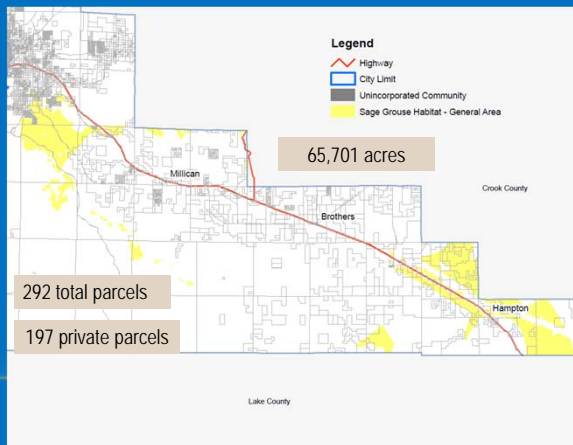 Legend
Highway
City Limit
Unincorporated Community
Sage Grouse Habitat - General Area
65,701 acres
Millican
Crook County
Brothers
292 total parcels
Hampton
197 private parcels
Lake County